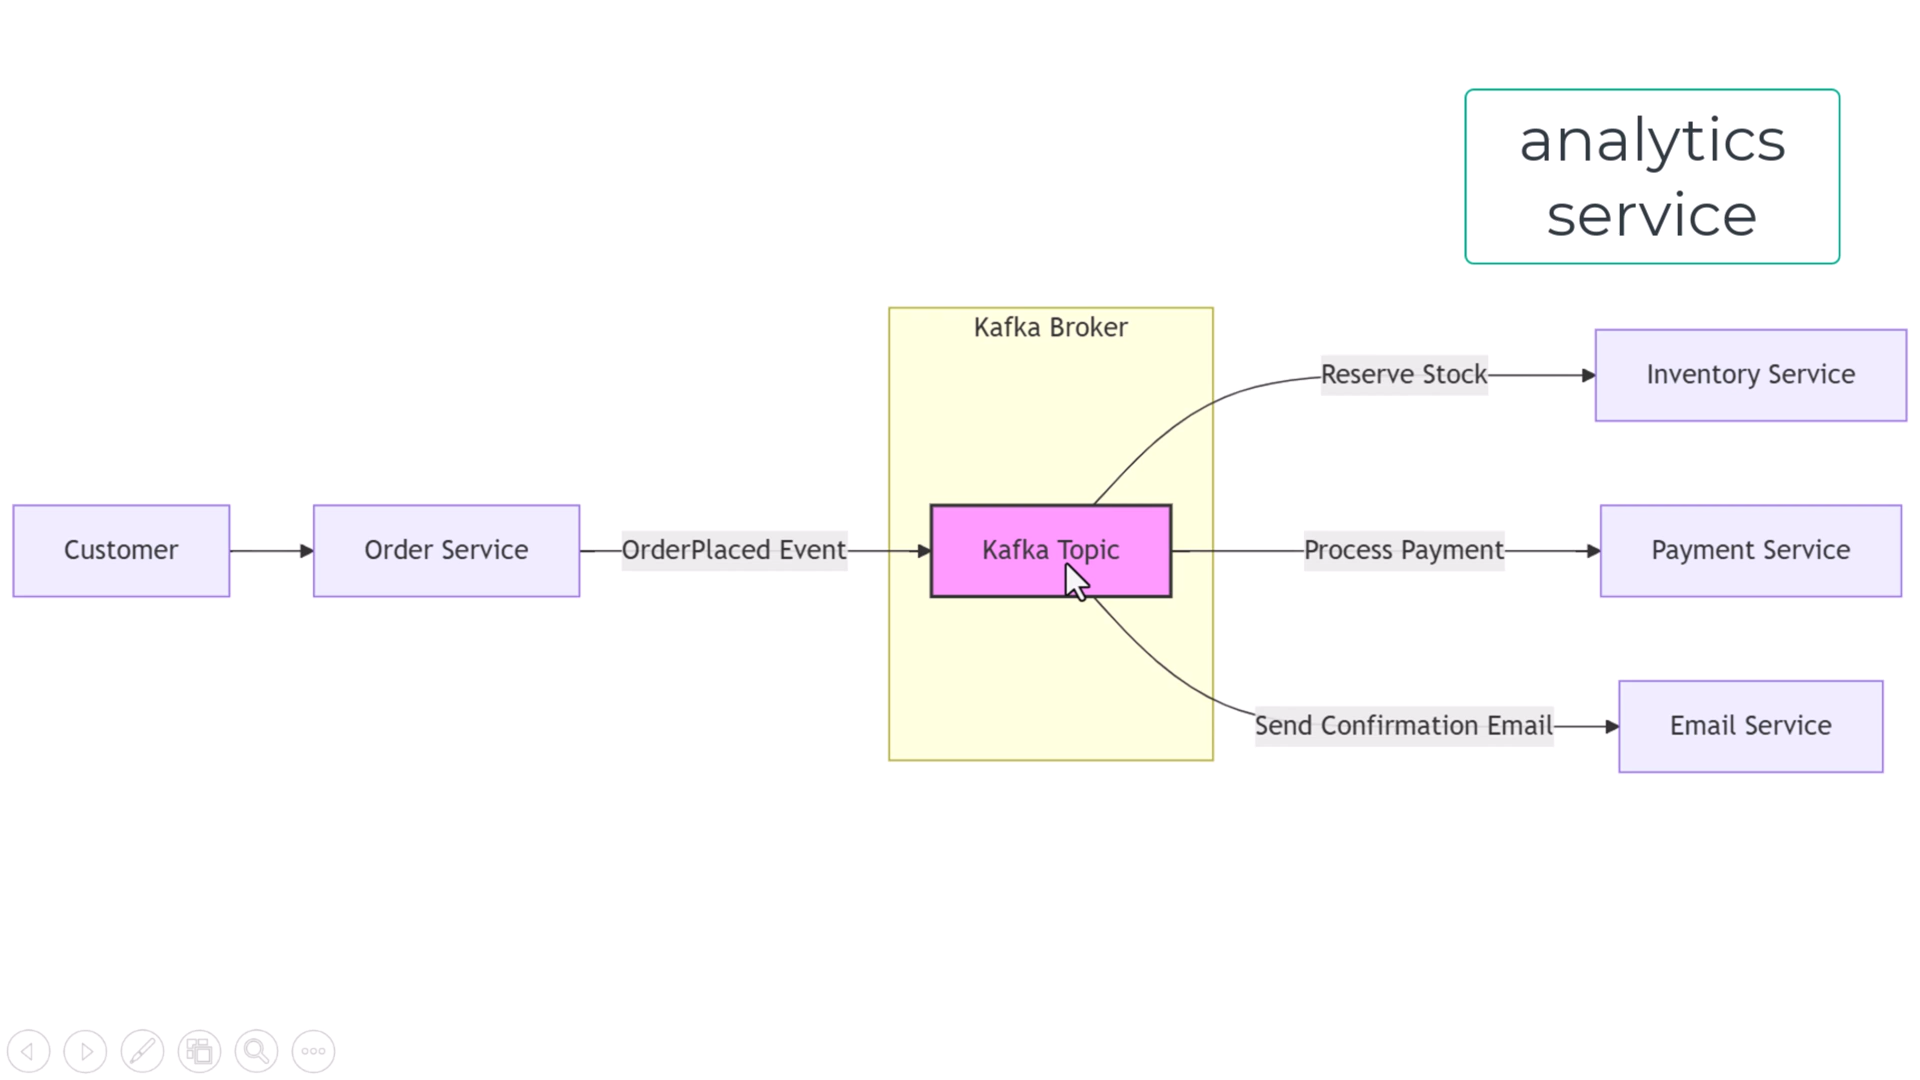 analytics
service
Kafka Broker
Reserve Stock
Inventory Service
Customer
Order Service
OrderPlaced Event
Kafka Topic
Process Payment
Payment Service
Send Confirmation Email
Email Service